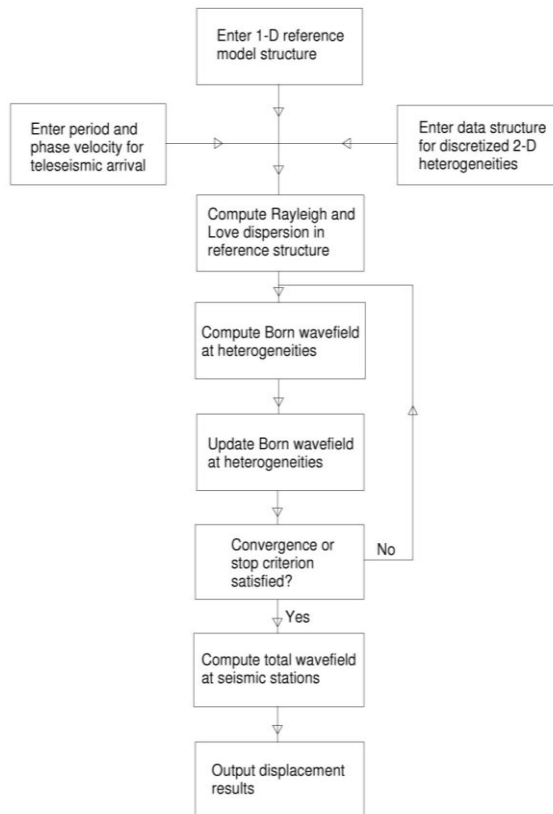 Enter 1-D reference
model structure
Enter period and
phase velocity for
teleseismic arrival
Enter data structure
for discretized 2-D
heterogeneities
Compute Rayleigh and
Love dispersion in
reference structure
Compute Born wavefield
at heterogeneities
Update Born wavefield
at heterogeneities
Convergence or
stop criterion
satisfied?
No
Yes
Compute total wavefield
at seismic stations
Output displacement
results